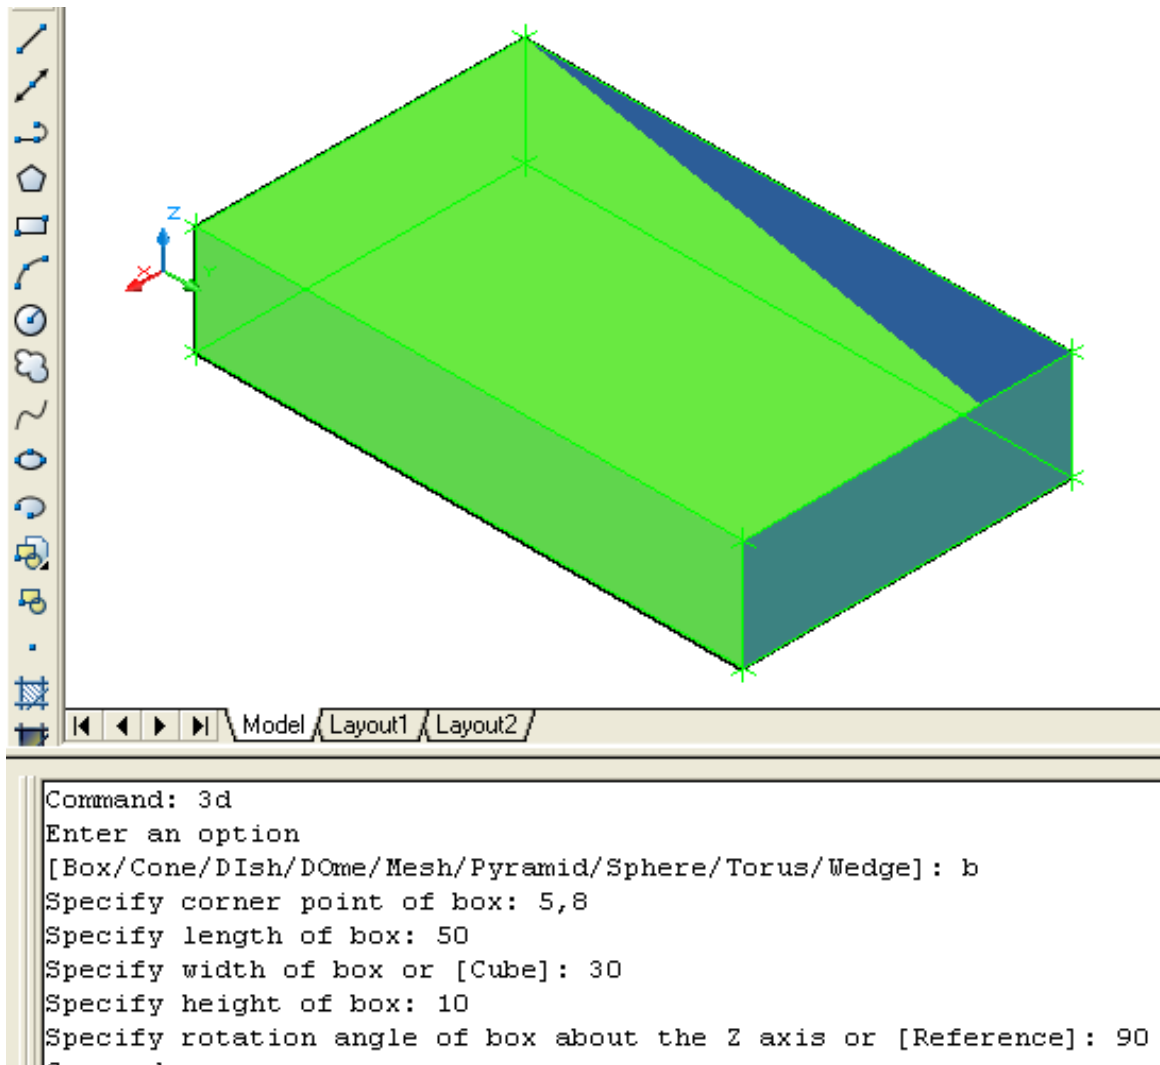 Z
X
Y
Model
Layout1
Layout2
Command: 3d
Enter an option
[Box/Cone/DIsh/DOme/Mesh/Pyramid/Sphere/Torus/Wedge]: b
Specify corner point of box: 5,8
Specify length of box: 50
Specify width of box or [Cube]: 30
Specify height of box: 10
Specify rotation angle of box about the Z axis or [Reference]: 90